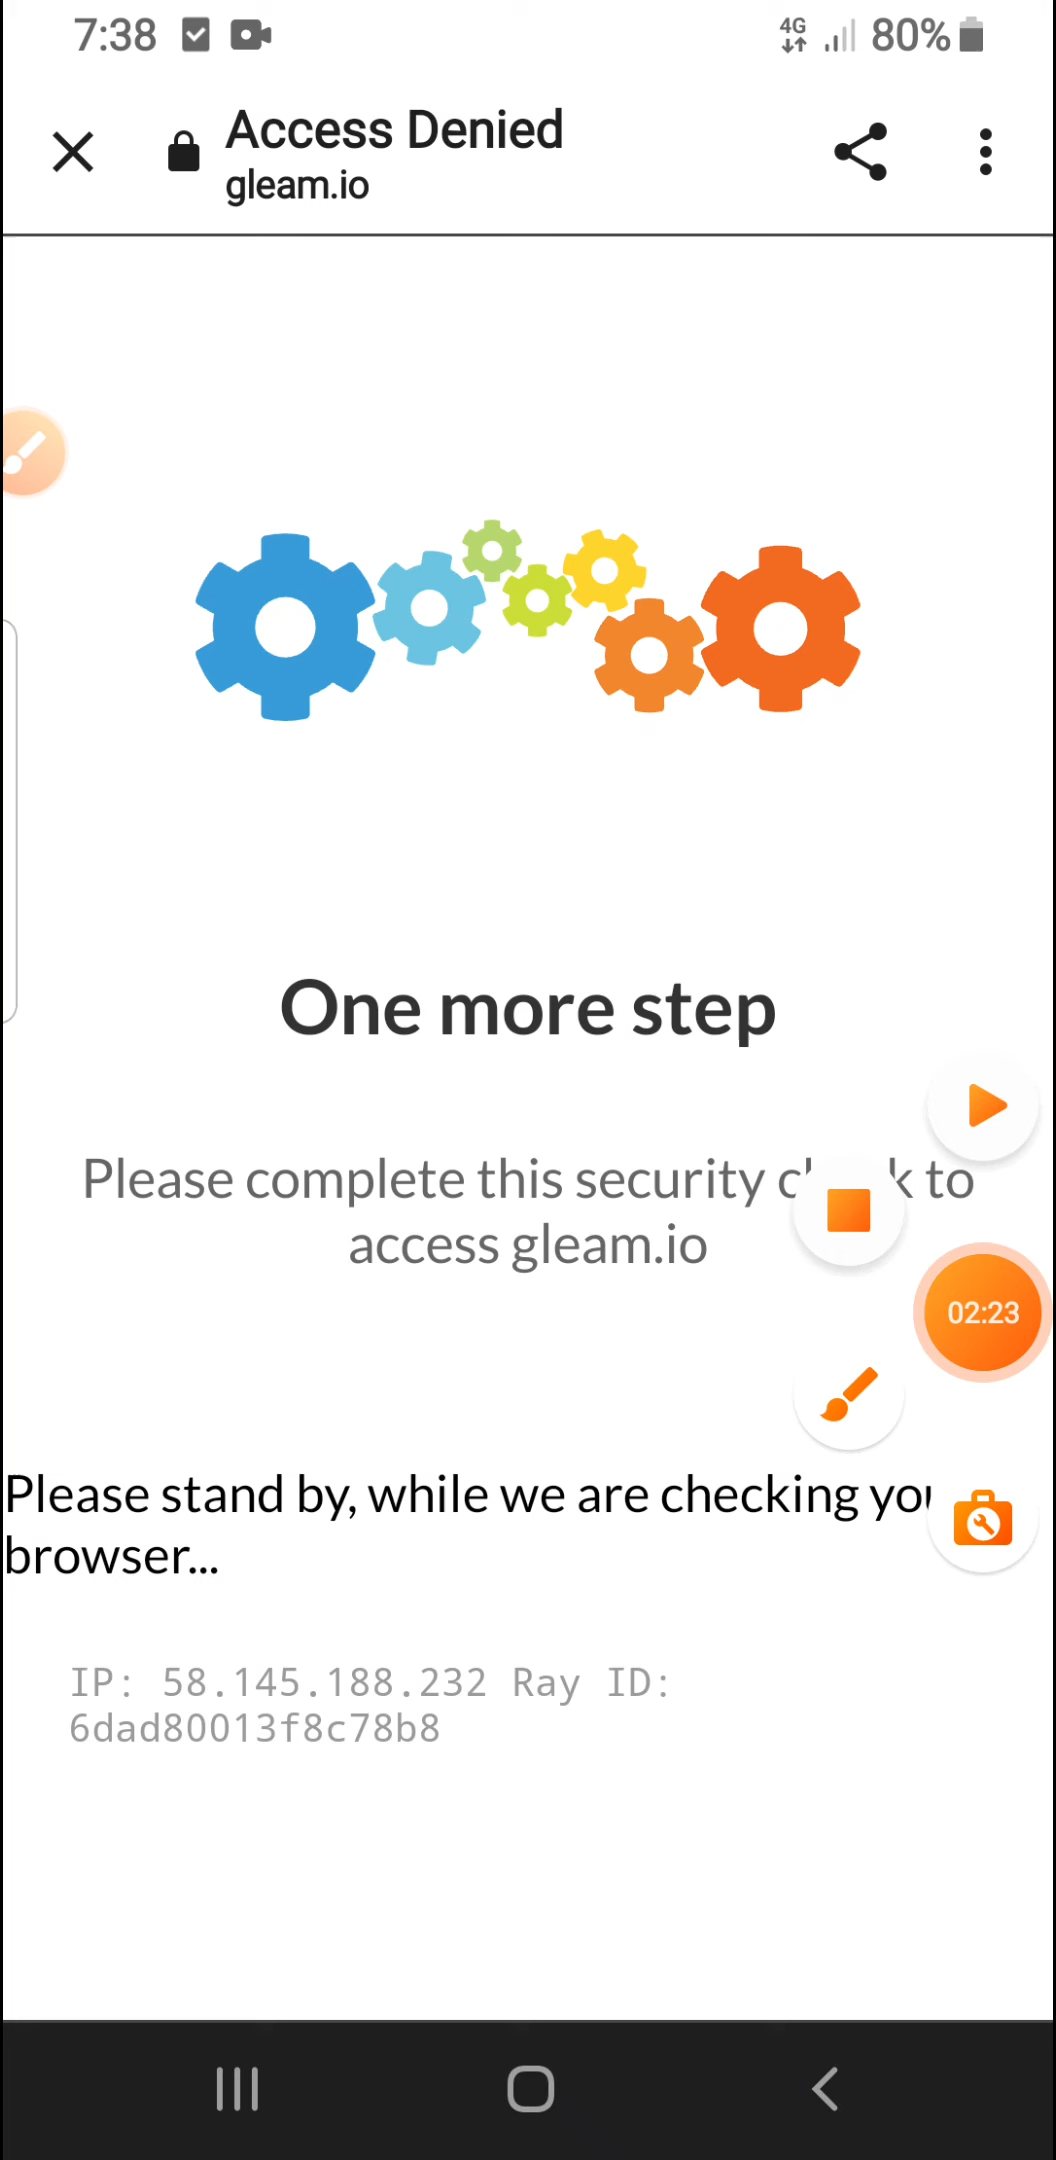 7:38
4G
80%
Access Denied
gleam.io
One more step
Please complete this security to
access gleam.io
02:23
Please stand by, while we are checking
browser...
IP: 58.145.188.232 Ray ID:
6dad80013f8c78b8